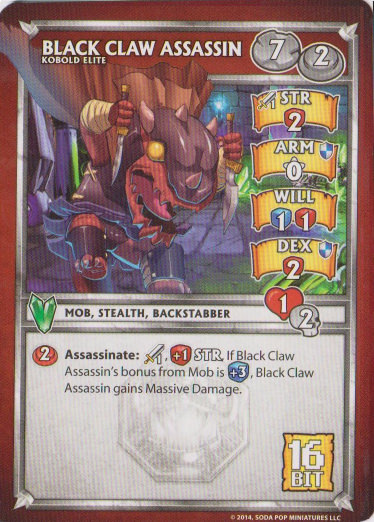 BLACK CLAW ASSASSIN
KOBOLD ELITE
7 2
STR
2
ARM
0
WILL
1 1
DEX
2
1
MOB, STEALTH, BACKSTABBER
2 Assassinate: , +1 STR. If Black Claw
Assassin's bonus from Mob is +3, Black Claw
Assassin gains Massive Damage.
16
BIT
© 2014, SODA POP MINIATURES LLC